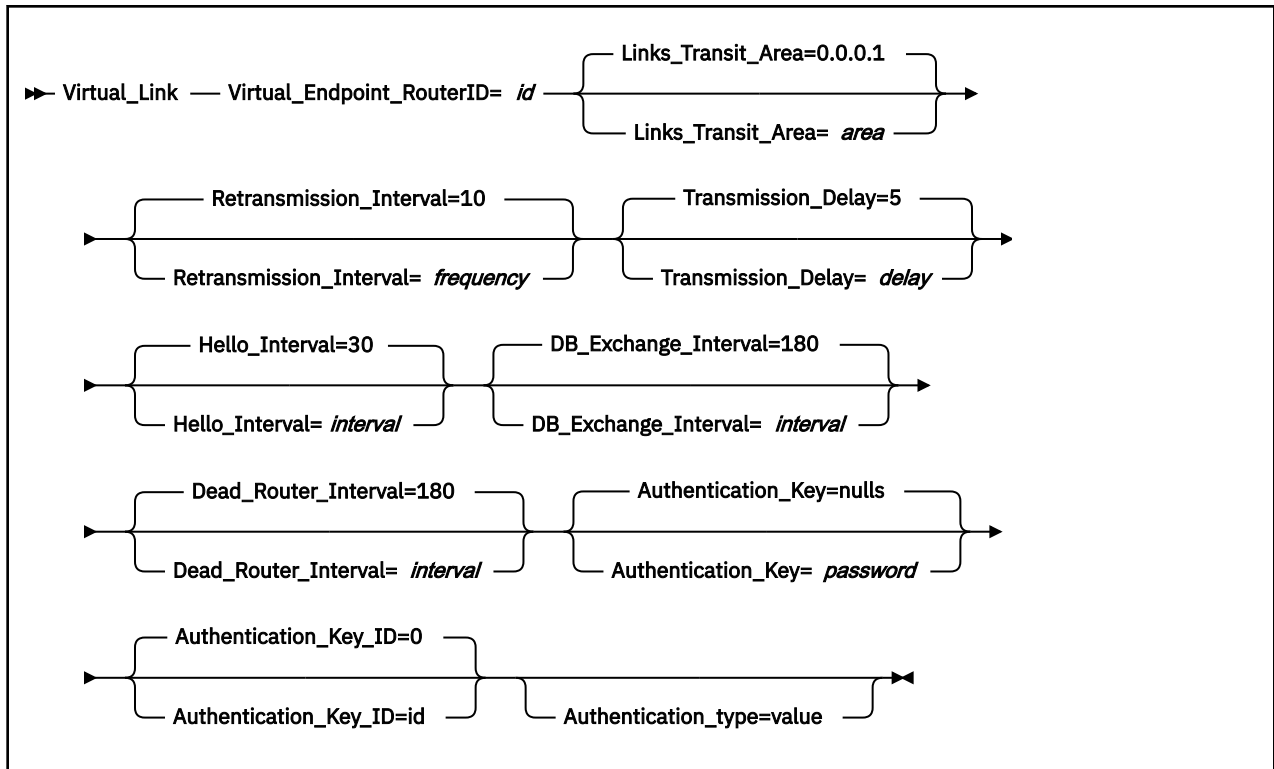 Links_Transit_Area=0.0.0.1
Virtual_Link Virtual_Endpoint_RouterID= id
Links_Transit_Area= area
Retransmission_Interval=10 Transmission_Delay=5
Retransmission_Interval= frequency Transmission_Delay= delay
Hello_Interval=30 DB_Exchange_Interval=180
Hello_Interval= interval DB_Exchange_Interval= interval
Dead_Router_Interval=180 Authentication_Key=nulls
Dead_Router_Interval= interval Authentication_Key= password
Authentication_Key_ID=0
Authentication_Key_ID=id Authentication_type=value